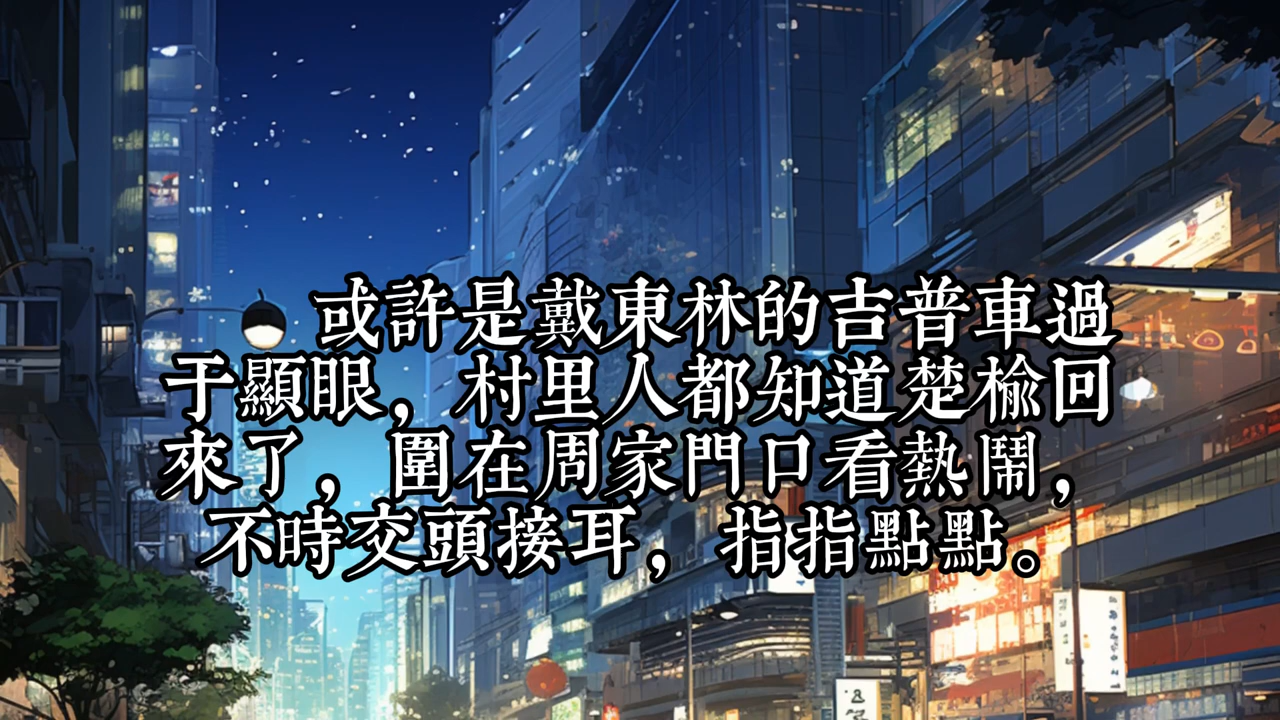 或許是戴東林的吉普車過
于顯眼，村里人都知道楚榆回
來了，圍在周家門口看熱鬧，
不時交頭接耳，指指點點。